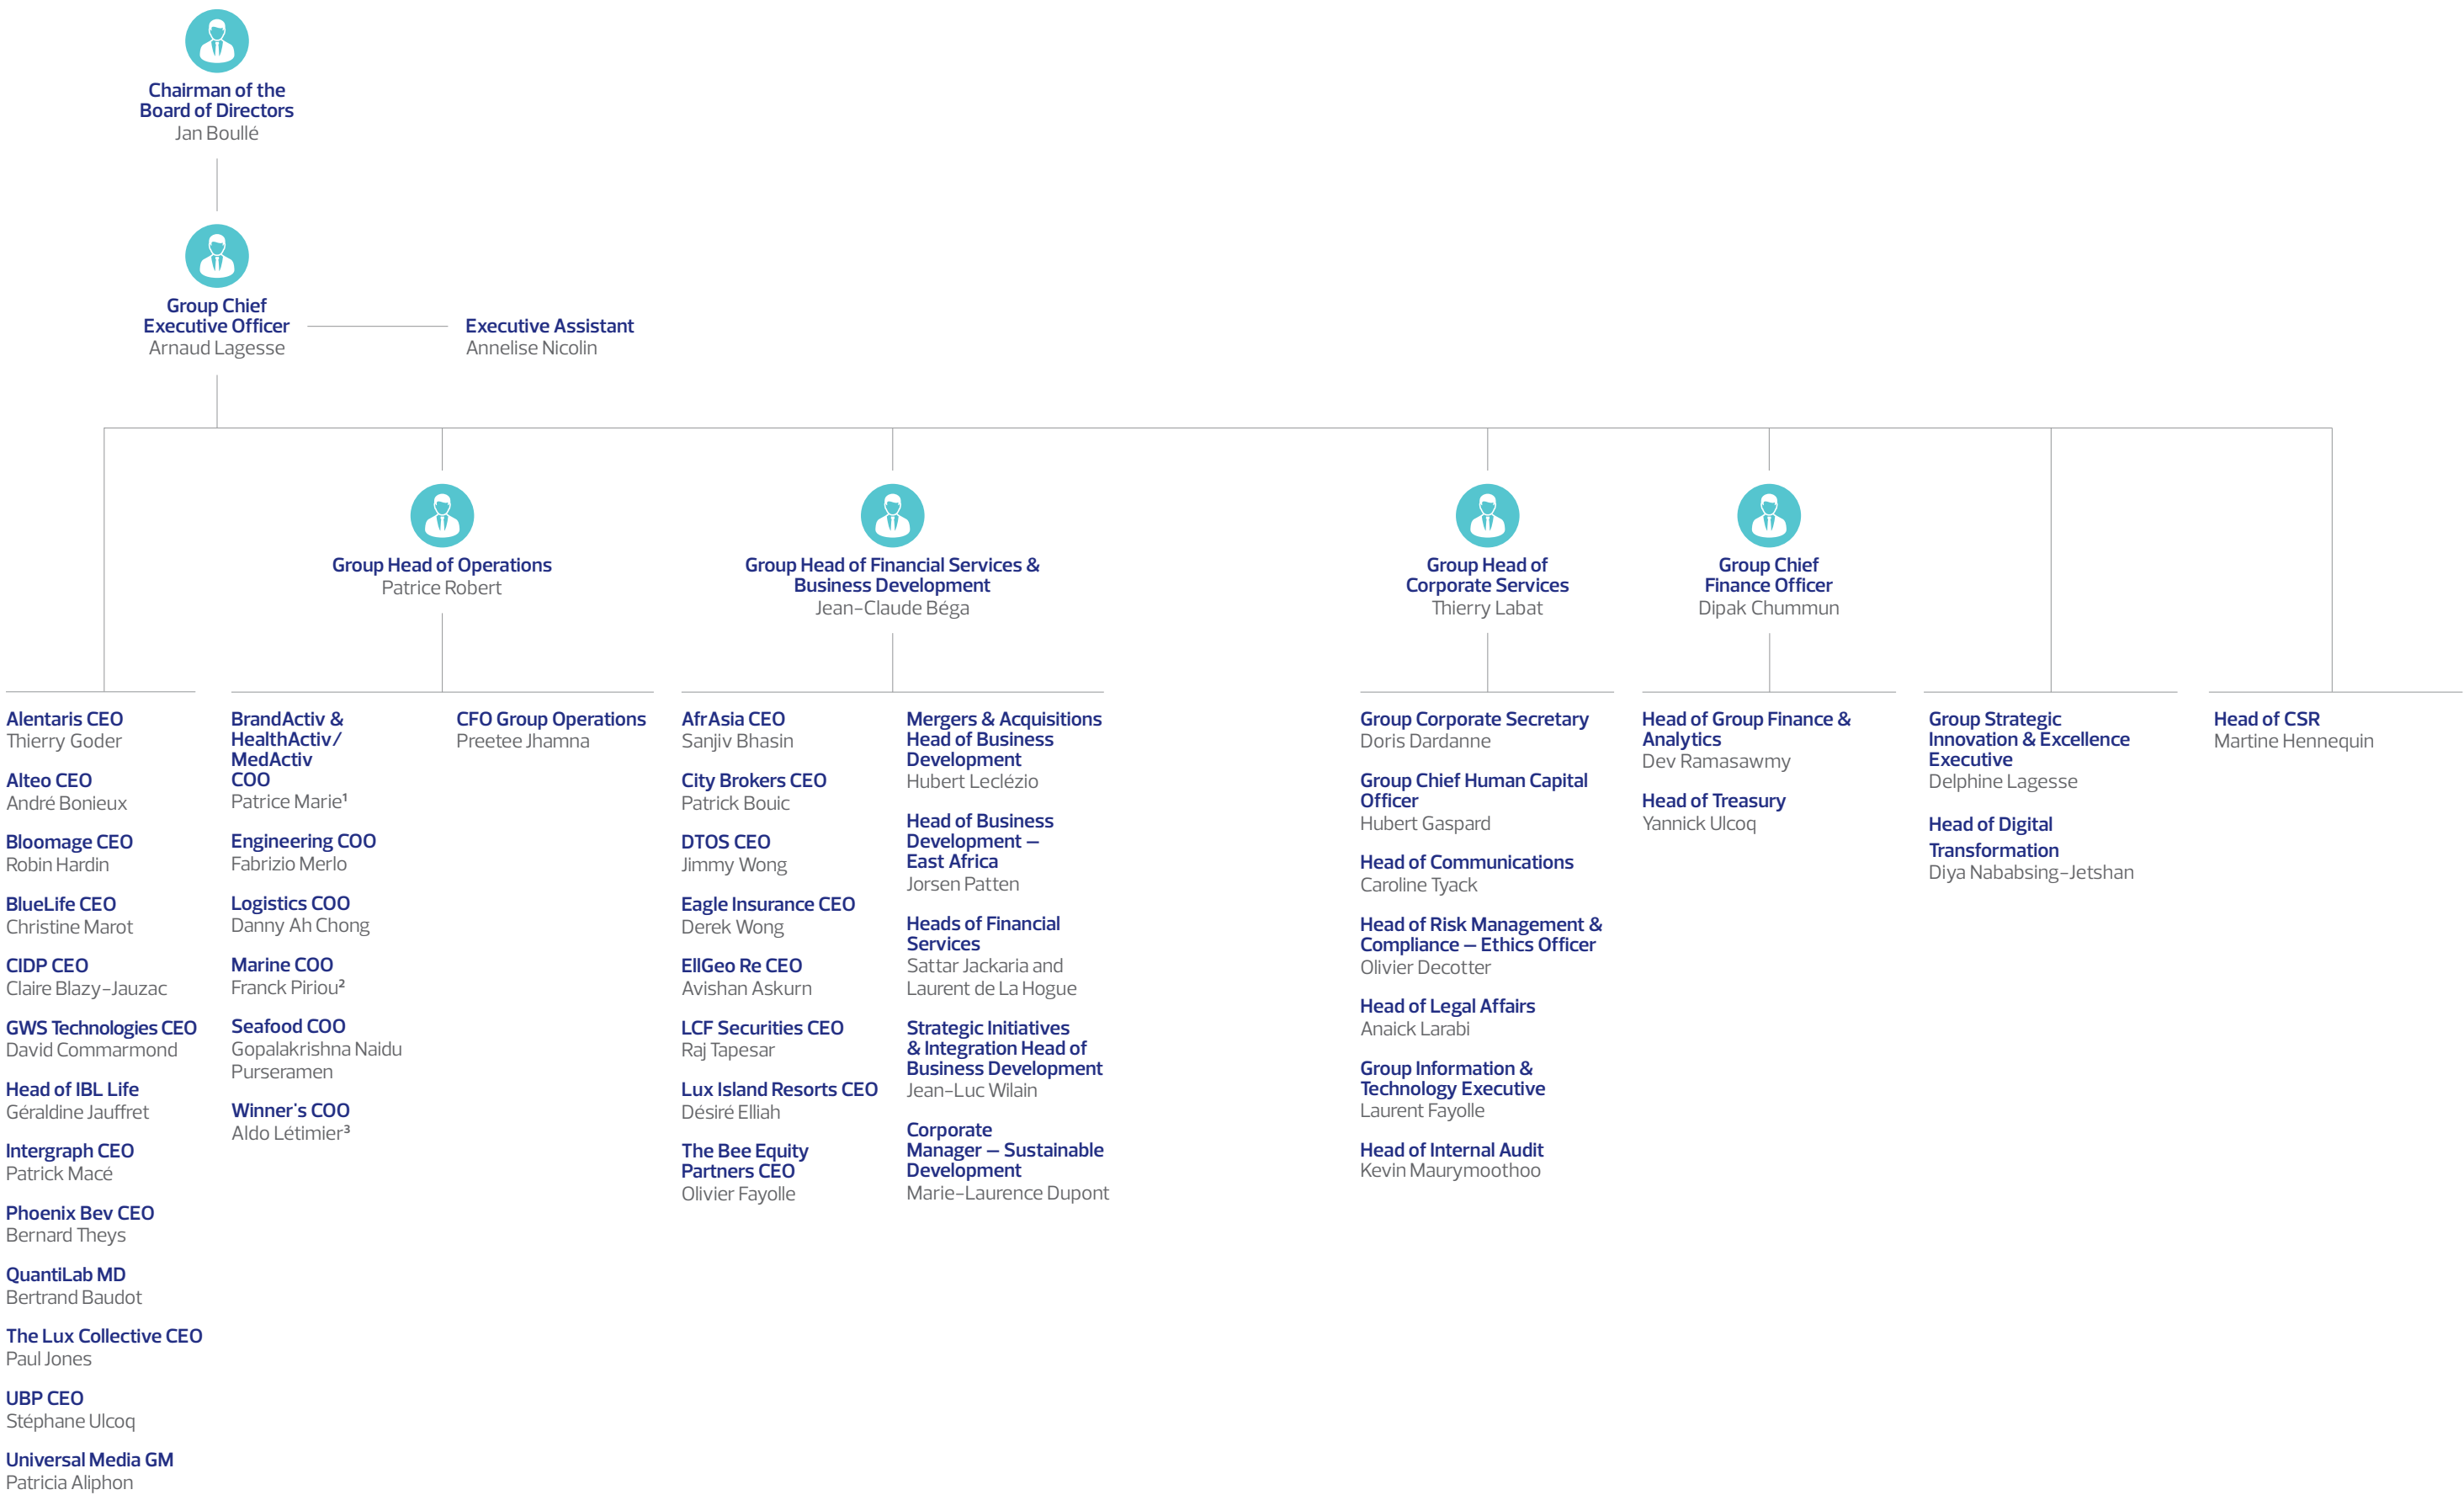 Chairman of the
Board of Directors
Jan Boullé
Group Chief
Executive Officer
Arnaud Lagesse
Executive Assistant
Annelise Nicolin
Group Head of Operations
Patrice Robert
Group Head of Financial Services &
Business Development
Jean-Claude Béga
Group Head of
Corporate Services
Thierry Labat
Group Chief
Finance Officer
Dipak Chummun
Alentaris CEO
Thierry Goder
Alteo CEO
André Bonieux
Bloomage CEO
Robin Hardin
BlueLife CEO
Christine Marot
CIDP CEO
Claire Blazy-Jauzac
GWS Technologies CEO
David Commarmond
Head of IBL Life
Géraldine Jauffret
Intergraph CEO
Patrick Macé
Phoenix Bev CEO
Bernard Theys
QuantiLab MD
Bertrand Baudot
The Lux Collective CEO
Paul Jones
UBP CEO
Stéphane Ulcoq
Universal Media GM
Patricia Aliphon
BrandActiv &
HealthActiv/
MedActiv
COO
Patrice Marie¹
Engineering COO
Fabrizio Merlo
Logistics COO
Danny Ah Chong
Marine COO
Franck Piriou²
Seafood COO
Gopalakrishna Naidu
Purseramen
Winner's COO
Aldo Létimier³
CFO Group Operations
Preetee Jhamna
AfrAsia CEO
Sanjiv Bhasin
City Brokers CEO
Patrick Bouic
DTOS CEO
Jimmy Wong
Eagle Insurance CEO
Derek Wong
EllGeo Re CEO
Avishan Askurn
LCF Securities CEO
Raj Tapesar
Lux Island Resorts CEO
Désiré Elliah
The Bee Equity
Partners CEO
Olivier Fayolle
Mergers & Acquisitions
Head of Business
Development
Hubert Leclézio
Head of Business
Development –
East Africa
Jorsen Patten
Heads of Financial
Services
Sattar Jackaria and
Laurent de La Hogue
Strategic Initiatives
& Integration Head of
Business Development
Jean-Luc Wilain
Corporate
Manager – Sustainable
Development
Marie-Laurence Dupont
Group Corporate Secretary
Doris Dardanne
Group Chief Human Capital
Officer
Hubert Gaspard
Head of Communications
Caroline Tyack
Head of Risk Management &
Compliance – Ethics Officer
Olivier Decotter
Head of Legal Affairs
Anaick Larabi
Group Information &
Technology Executive
Laurent Fayolle
Head of Internal Audit
Kevin Maurymoothoo
Head of Group Finance &
Analytics
Dev Ramasawmy
Head of Treasury
Yannick Ulcoq
Group Strategic
Innovation & Excellence
Executive
Delphine Lagesse
Head of Digital
Transformation
Diya Nababsing-Jetshan
Head of CSR
Martine Hennequin